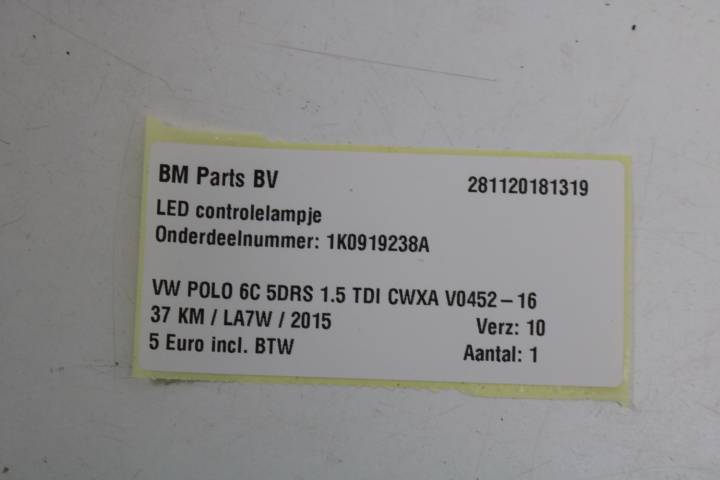 BM Parts BV 281120181319
LED controlelampje
Onderdeelnummer: 1K0919238A
VW POLO 6C 5DRS 1.5 TDI CWXA V0452-16
37 KM / LA7W / 2015 Verz: 10
5 Euro incl. BTW Aantal: 1